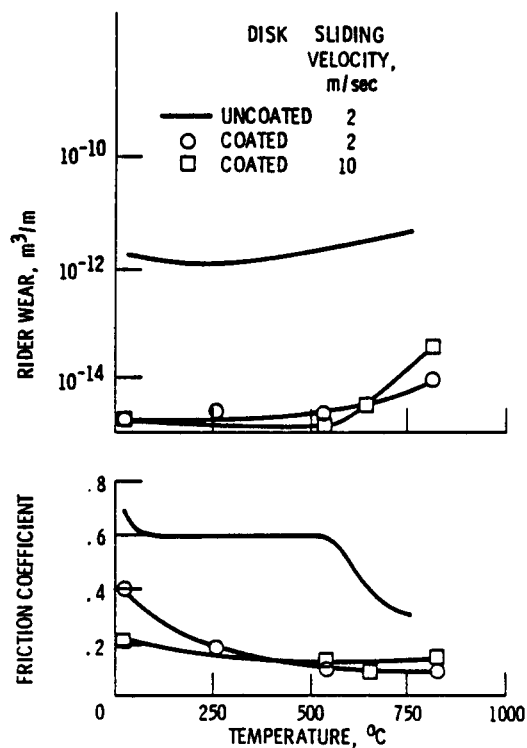 DISK SLIDING
VELOCITY,
m/sec
UNCOATED 2
COATED 2
COATED 10
10⁻¹⁰
10⁻¹²
10⁻¹⁴
RIDER WEAR, m³/m
.8
.6
.4
.2
FRICTION COEFFICIENT
0 250 500 750 1000
TEMPERATURE, °C